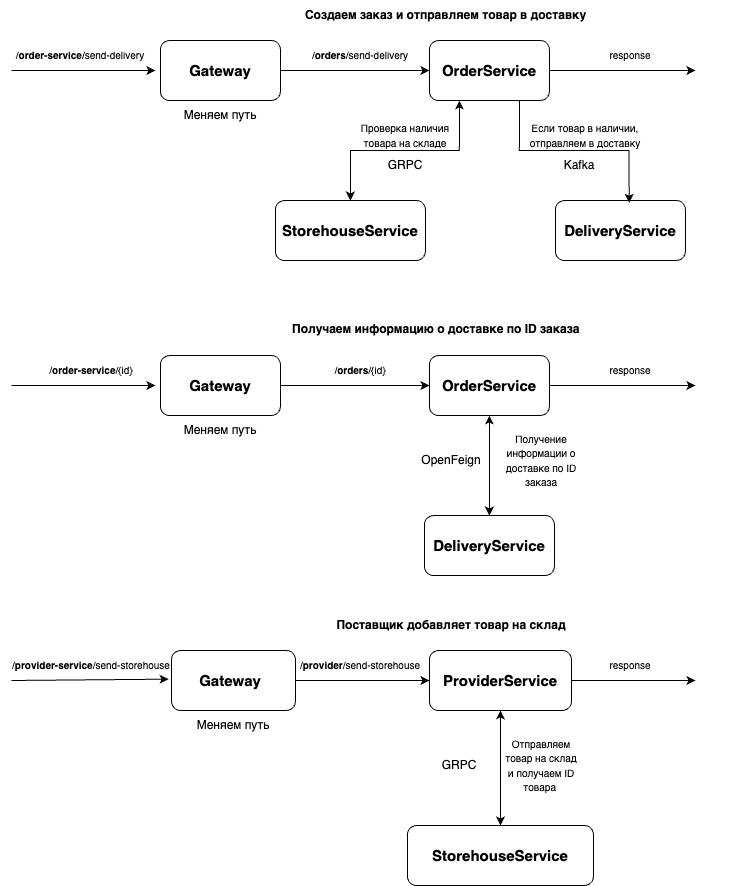 Создаем заказ и отправляем товар в доставку
/order-service/send-delivery
Gateway
Меняем путь
/orders/send-delivery
OrderService
response
Проверка наличия
товара на складе
GRPC
Если товар в наличии,
отправляем в доставку
Kafka
StorehouseService
DeliveryService
Получаем информацию о доставке по ID заказа
/order-service/{id}
Gateway
Меняем путь
/orders/{id}
OrderService
response
OpenFeign
Получение
информации о
доставке по ID
заказа
DeliveryService
Поставщик добавляет товар на склад
/provider-service/send-storehouse
Gateway
Меняем путь
/provider/send-storehouse
ProviderService
response
GRPC
Отправляем
товар на склад
и получаем ID
товара
StorehouseService